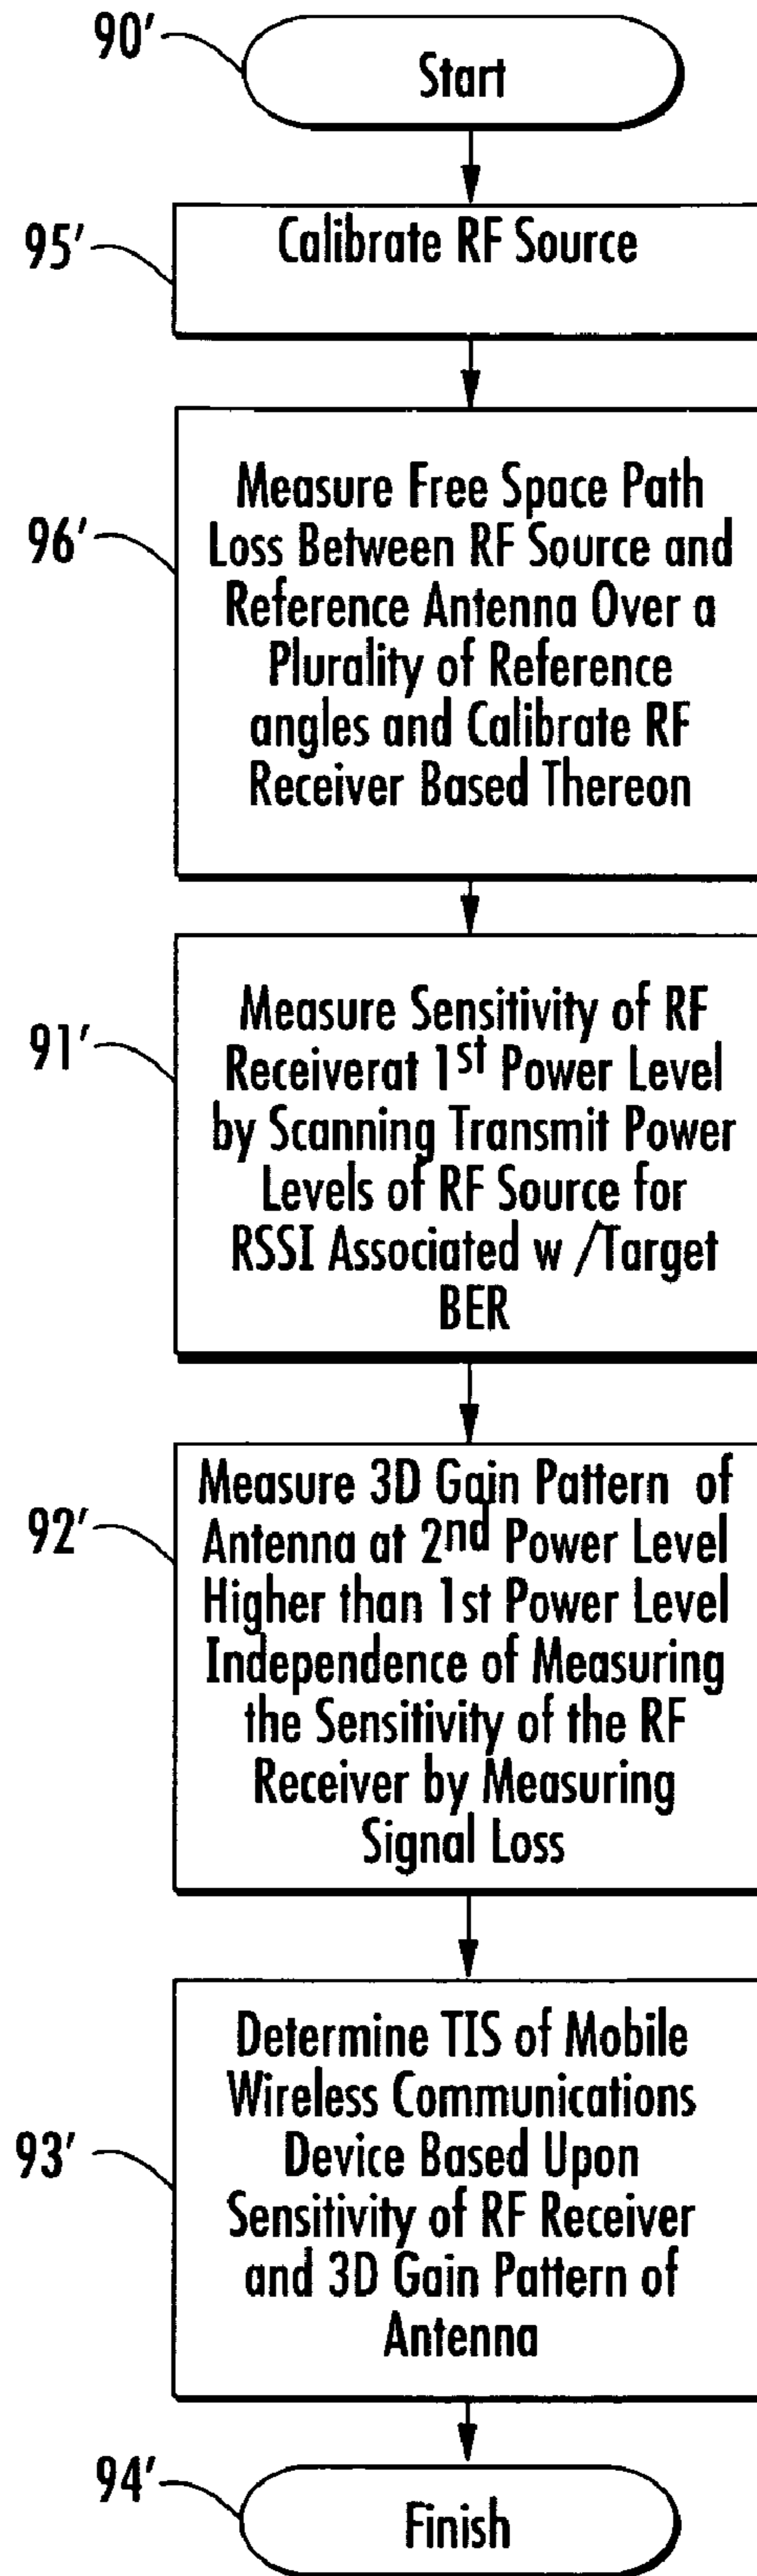 90'
Start
95'
Calibrate RF Source
96'
Measure Free Space Path
Loss Between RF Source and
Reference Antenna Over a
Plurality of Reference
angles and Calibrate RF
Receiver Based Thereon
91'
Measure Sensitivity of RF
Receiverat 1st Power Level
by Scanning Transmit Power
Levels of RF Source for
RSSI Associated w /Target
BER
92'
Measure 3D Gain Pattern of
Antenna at 2nd Power Level
Higher than 1st Power Level
Independence of Measuring
the Sensitivity of the RF
Receiver by Measuring
Signal Loss
93'
Determine TIS of Mobile
Wireless Communications
Device Based Upon
Sensitivity of RF Receiver
and 3D Gain Pattern of
Antenna
94'
Finish